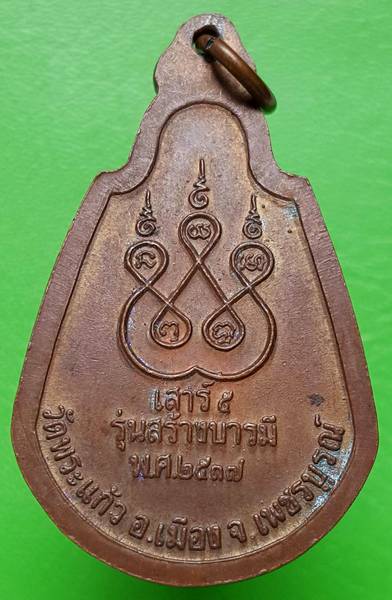 เสาร์ ๕
รุ่นสร้างบารมี
พ.ศ.๒๕๓๗
วัดพระแก้ว อ.เมือง จ.เพชรบูรณ์